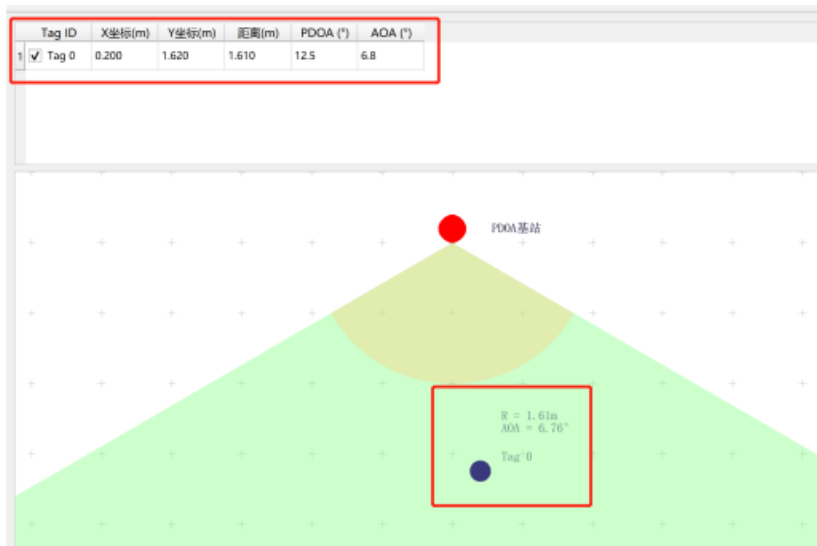 Tag ID X坐标(m) Y坐标(m) 距离(m) PDOA (°) AOA (°)
1 Tag 0 0.200 1.620 1.610 12.5 6.8
PDOA基站
R = 1.61m
AOA = 6.76°
Tag 0